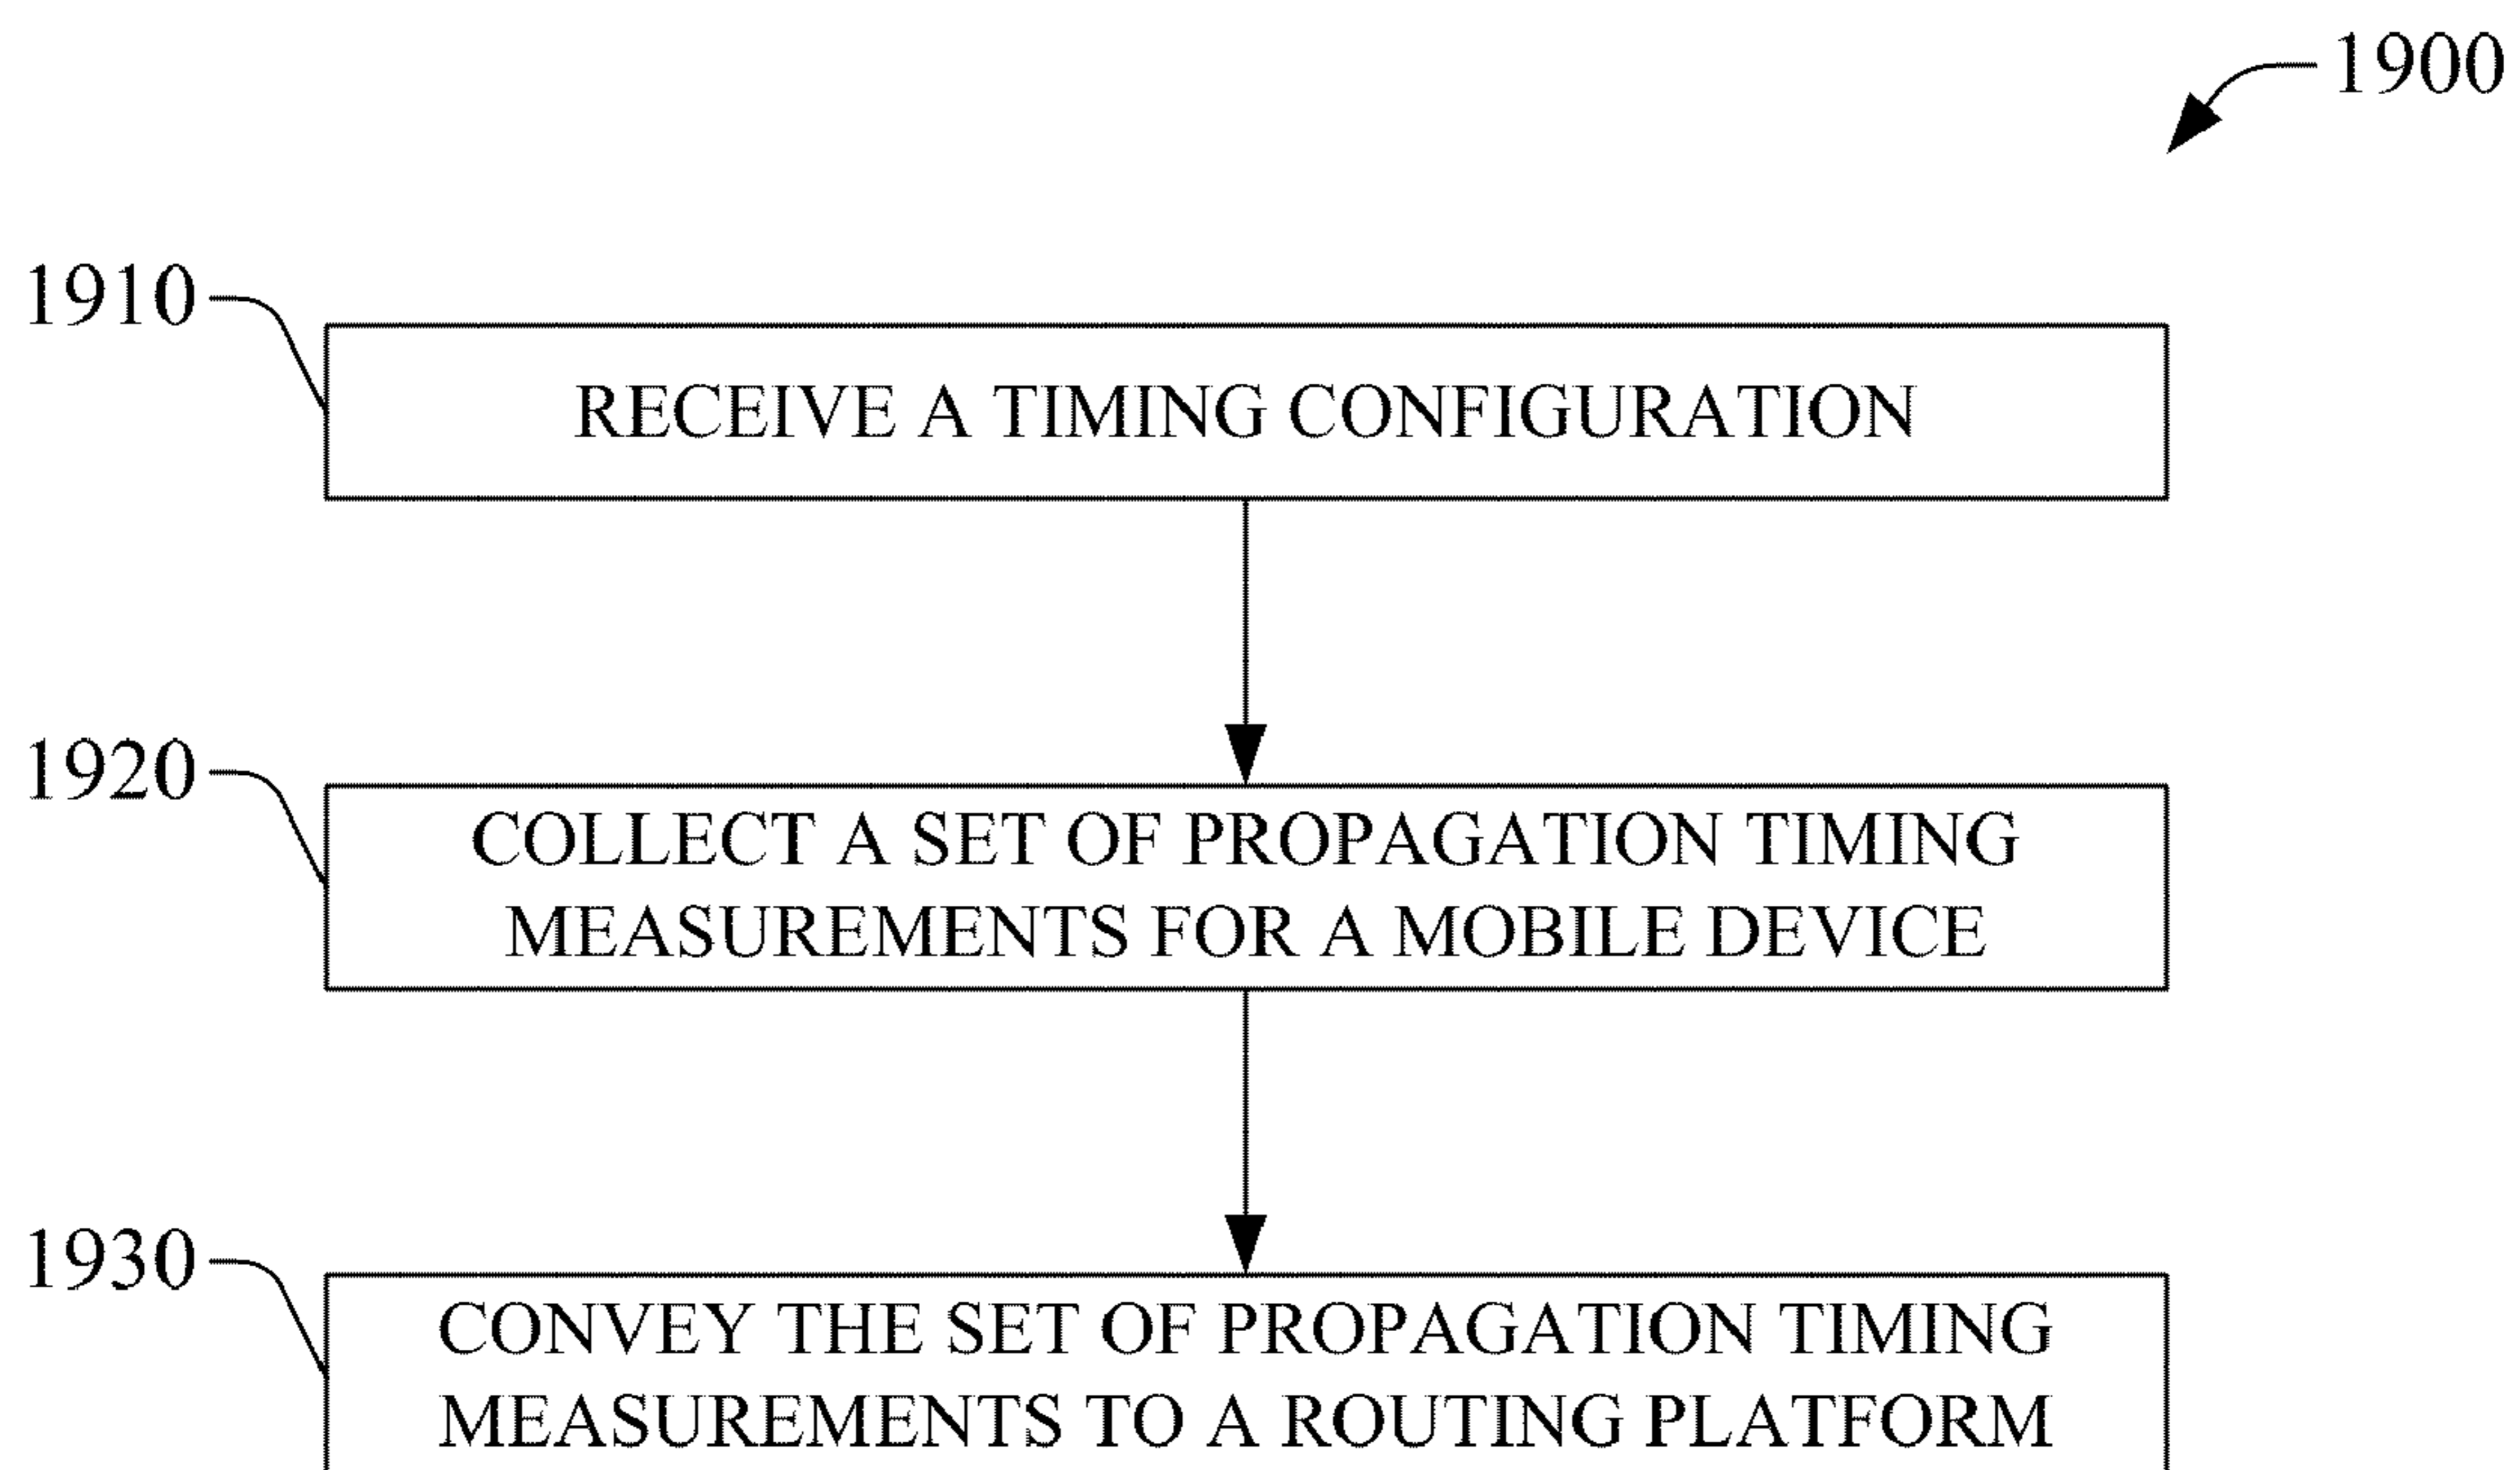 1900
1910
RECEIVE A TIMING CONFIGURATION
1920
COLLECT A SET OF PROPAGATION TIMING
MEASUREMENTS FOR A MOBILE DEVICE
1930
CONVEY THE SET OF PROPAGATION TIMING
MEASUREMENTS TO A ROUTING PLATFORM